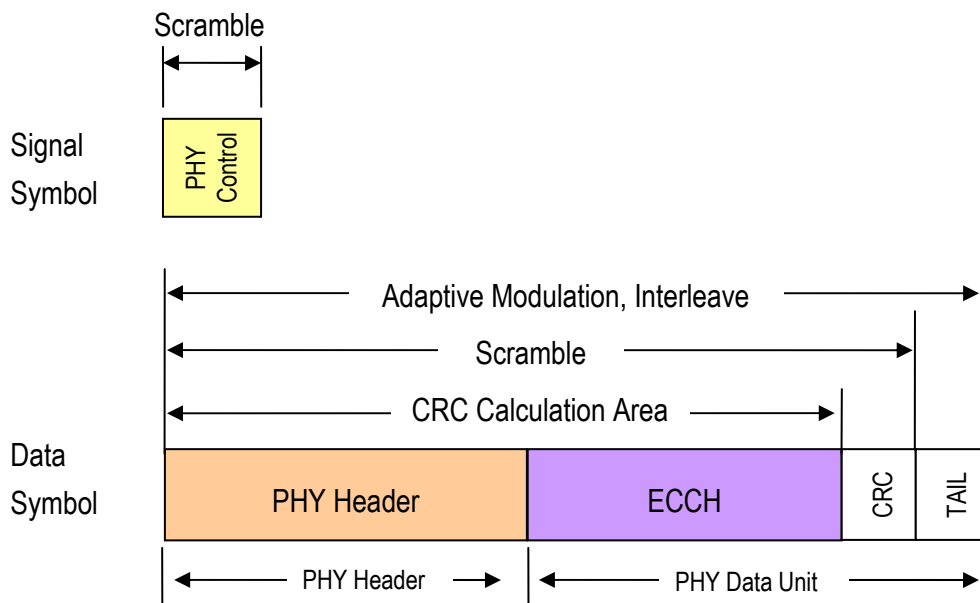 Scramble
Signal
Symbol
PHY
Control
Adaptive Modulation, Interleave
Scramble
CRC Calculation Area
Data
Symbol
PHY Header
ECCH
CRC
TAIL
PHY Header
PHY Data Unit